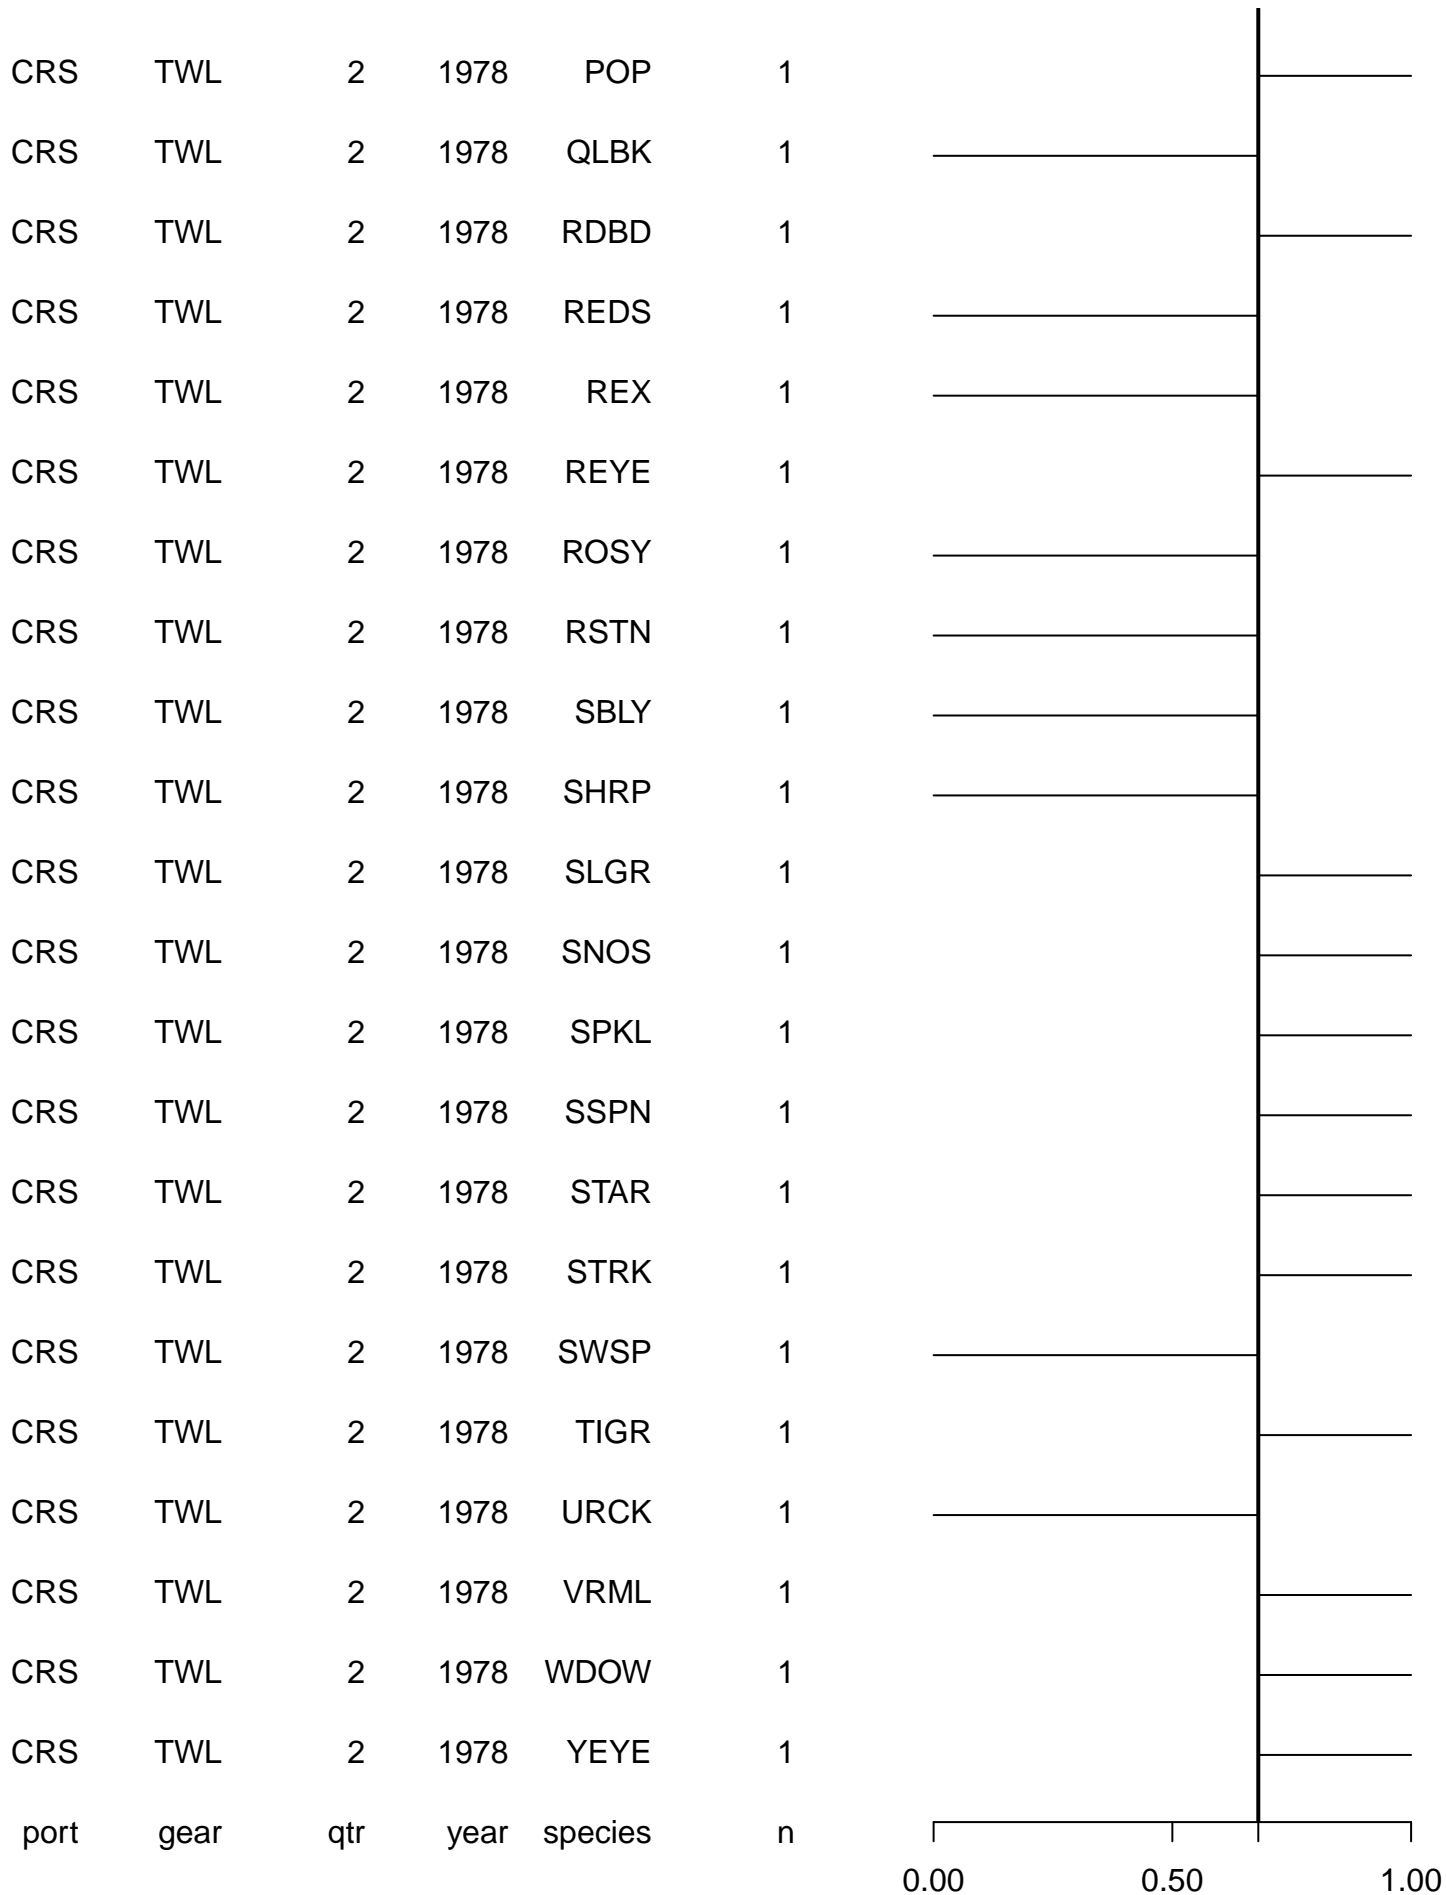 CRS TWL 2 1978 POP 1
CRS TWL 2 1978 QLBK 1
CRS TWL 2 1978 RDBD 1
CRS TWL 2 1978 REDS 1
CRS TWL 2 1978 REX 1
CRS TWL 2 1978 REYE 1
CRS TWL 2 1978 ROSY 1
CRS TWL 2 1978 RSTN 1
CRS TWL 2 1978 SBLY 1
CRS TWL 2 1978 SHRP 1
CRS TWL 2 1978 SLGR 1
CRS TWL 2 1978 SNOS 1
CRS TWL 2 1978 SPKL 1
CRS TWL 2 1978 SSPN 1
CRS TWL 2 1978 STAR 1
CRS TWL 2 1978 STRK 1
CRS TWL 2 1978 SWSP 1
CRS TWL 2 1978 TIGR 1
CRS TWL 2 1978 URCK 1
CRS TWL 2 1978 VRML 1
CRS TWL 2 1978 WDOW 1
CRS TWL 2 1978 YEYE 1
port gear qtr year species n
0.00 0.50 1.00